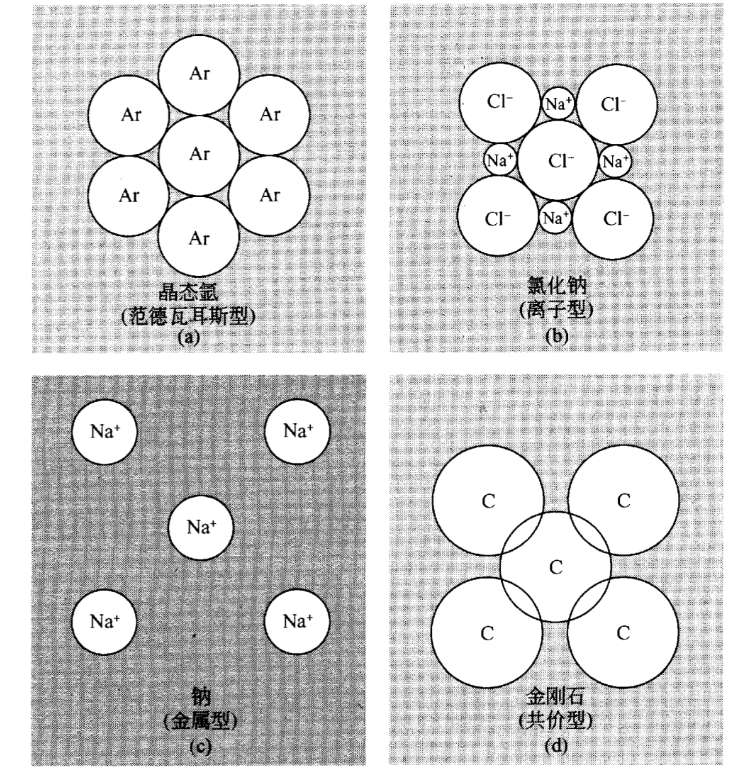 Ar
Ar
Ar
Ar
Ar
Ar
Ar
晶态氩
(范德瓦耳斯型)
(a)
Cl⁻
Na⁺
Cl⁻
Na⁺
Cl⁻
Na⁺
Cl⁻
Na⁺
Cl⁻
氯化钠
(离子型)
(b)
Na⁺
Na⁺
Na⁺
Na⁺
Na⁺
钠
(金属型)
(c)
C
C
C
C
C
金刚石
(共价型)
(d)